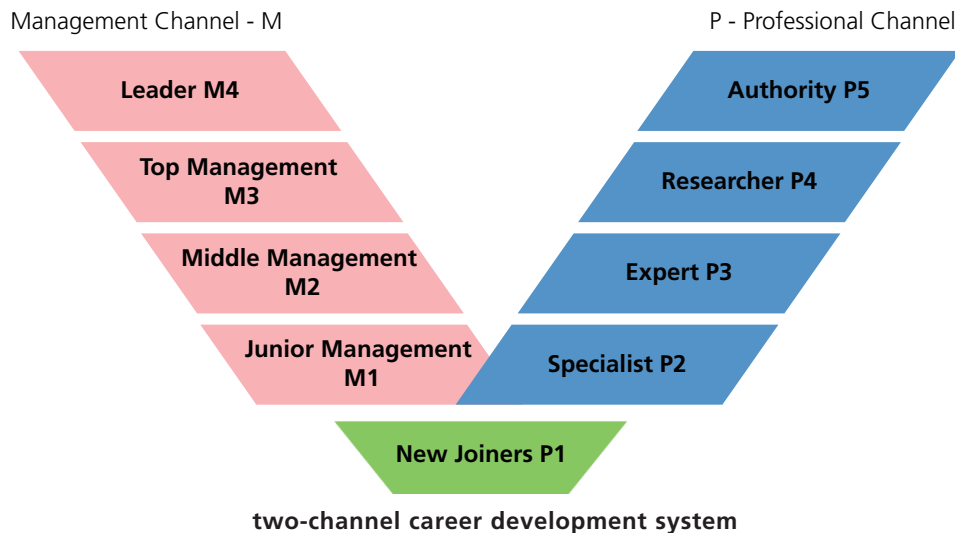 Management Channel - M
P - Professional Channel
Leader M4
Authority P5
Top Management
M3
Researcher P4
Middle Management
M2
Expert P3
Junior Management
M1
Specialist P2
New Joiners P1
two-channel career development system